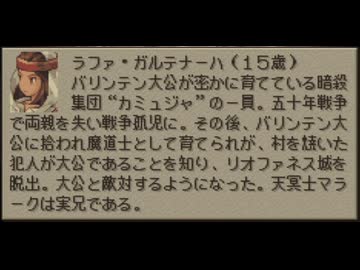 ラファ・ガルテナーハ（１５歳）
バリンテン大公が密かに育てている暗殺
集団“カミュジャ”の一員。五十年戦争
で両親を失い戦争孤児に。その後、バリンテン大
公に拾われ魔道士として育てられが、村を焼いた
犯人が大公であることを知り、リオファネス城を
脱出。大公と敵対するようになった。天冥士マラ
ークは実兄である。